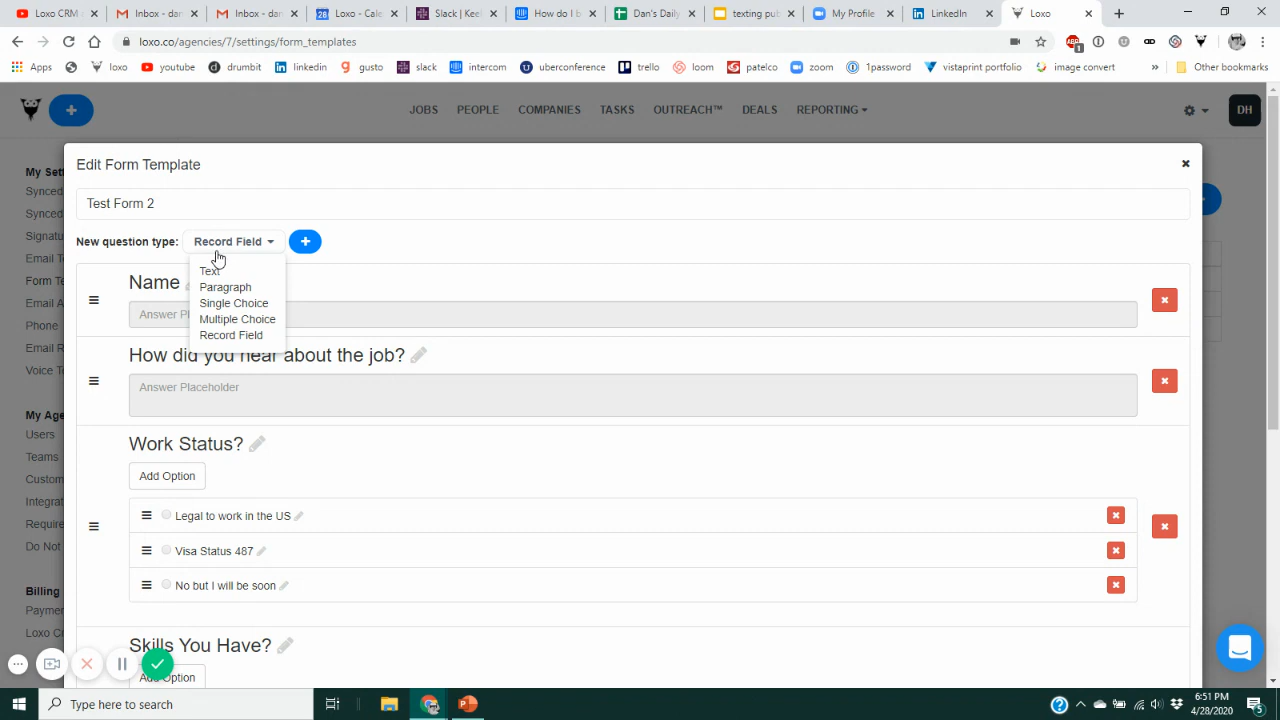 Loxo CRM
Inbox - dan
Inbox - dan
28
Loxo - Cale
Slack | Keel
How do I b
Dan's Daily
texting pub
My Profile
LinkedIn
Loxo
loxo.co/agencies/7/settings/form_templates
1
Apps
loxo
youtube
drumbit
linkedin
gusto
slack
intercom
uberconference
trello
loom
patelco
zoom
1password
vistaprint portfolio
image convert
»
Other bookmarks
JOBS
PEOPLE
COMPANIES
TASKS
OUTREACH™
DEALS
REPORTING
DH
My Set
Synced
Synced
Signatu
Email T
Form Te
Email A
Phone
Email R
Voice T
My Age
Users
Teams
Custom
Integrat
Require
Do Not
Billing
Paymen
Loxo Cr
Edit Form Template
Test Form 2
New question type:
Record Field
Text
Paragraph
Single Choice
Multiple Choice
Record Field
Name
Answer Pl
How did you hear about the job?
Answer Placeholder
Work Status?
Add Option
Legal to work in the US
Visa Status 487
No but I will be soon
Skills You Have?
Add Option
Type here to search
6:51 PM
4/28/2020
5